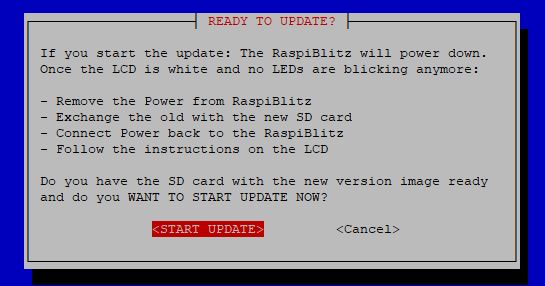 READY TO UPDATE?
If you start the update: The RaspiBlitz will power down.
Once the LCD is white and no LEDs are blicking anymore:
- Remove the Power from RaspiBlitz
- Exchange the old with the new SD card
- Connect Power back to the RaspiBlitz
- Follow the instructions on the LCD
Do you have the SD card with the new version image ready
and do you WANT TO START UPDATE NOW?
<START UPDATE> <Cancel>